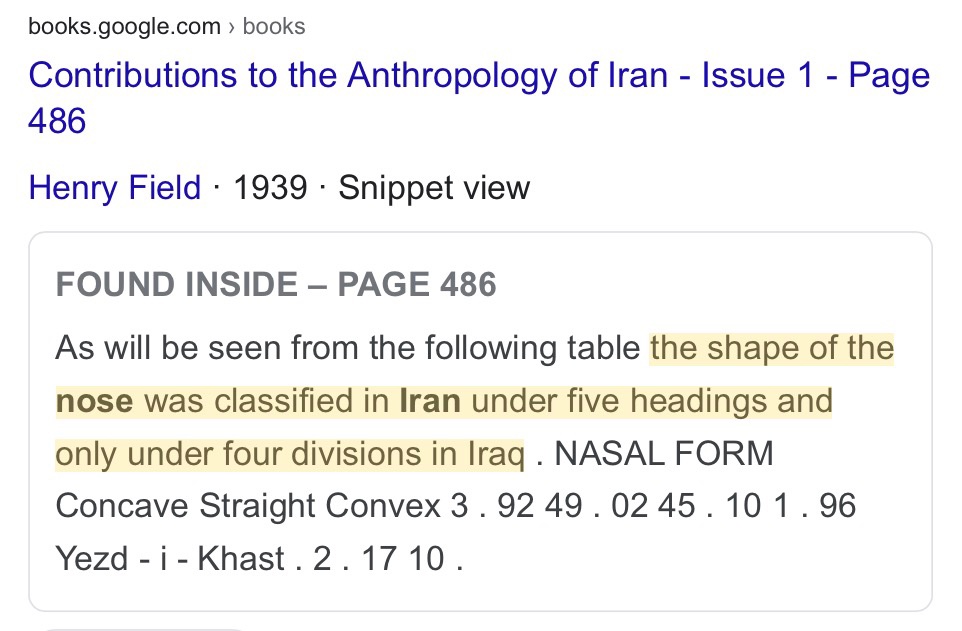 books.google.com › books
Contributions to the Anthropology of Iran - Issue 1 - Page
486
Henry Field · 1939 · Snippet view
FOUND INSIDE – PAGE 486
As will be seen from the following table the shape of the
nose was classified in Iran under five headings and
only under four divisions in Iraq . NASAL FORM
Concave Straight Convex 3 . 92 49 . 02 45 . 10 1 . 96
Yezd - i - Khast . 2 . 17 10 .